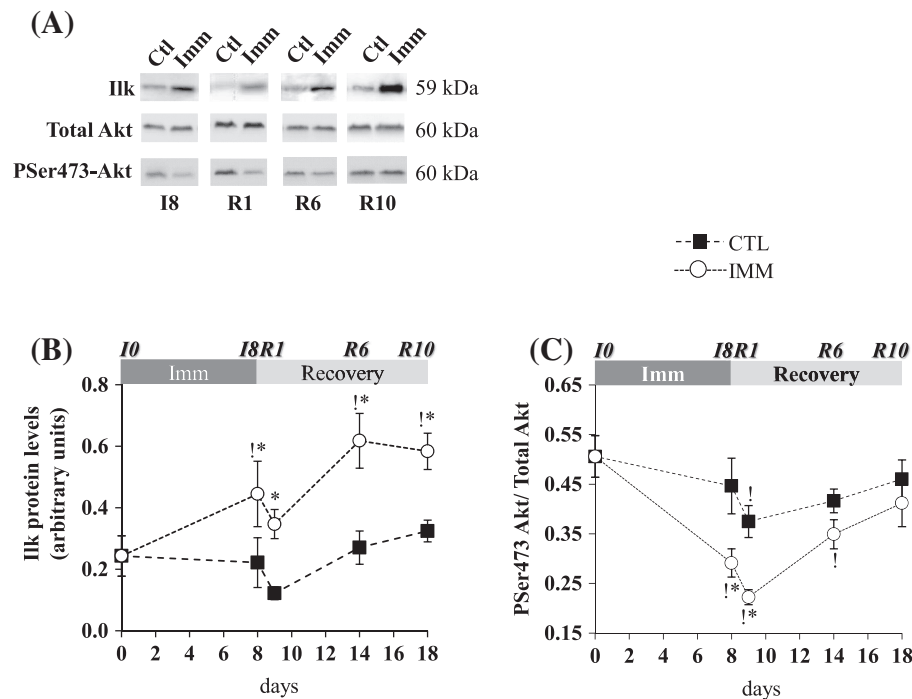 (A)
Ctl Imm Ctl Imm Ctl Imm Ctl Imm
Ilk 59 kDa
Total Akt 60 kDa
PSer473-Akt 60 kDa
I8 R1 R6 R10
CTL
IMM
(B)
I0 I8 R1 R6 R10
Imm Recovery
0.8
0.6
0.4
0.2
0.0
Ilk protein levels
(arbitrary units)
!* * !* !*
0 2 4 6 8 10 12 14 16 18
days
(C)
I0 I8 R1 R6 R10
Imm Recovery
0.65
0.55
0.45
0.35
0.25
0.15
PSer473 Akt/ Total Akt
!
!* !* !
0 2 4 6 8 10 12 14 16 18
days